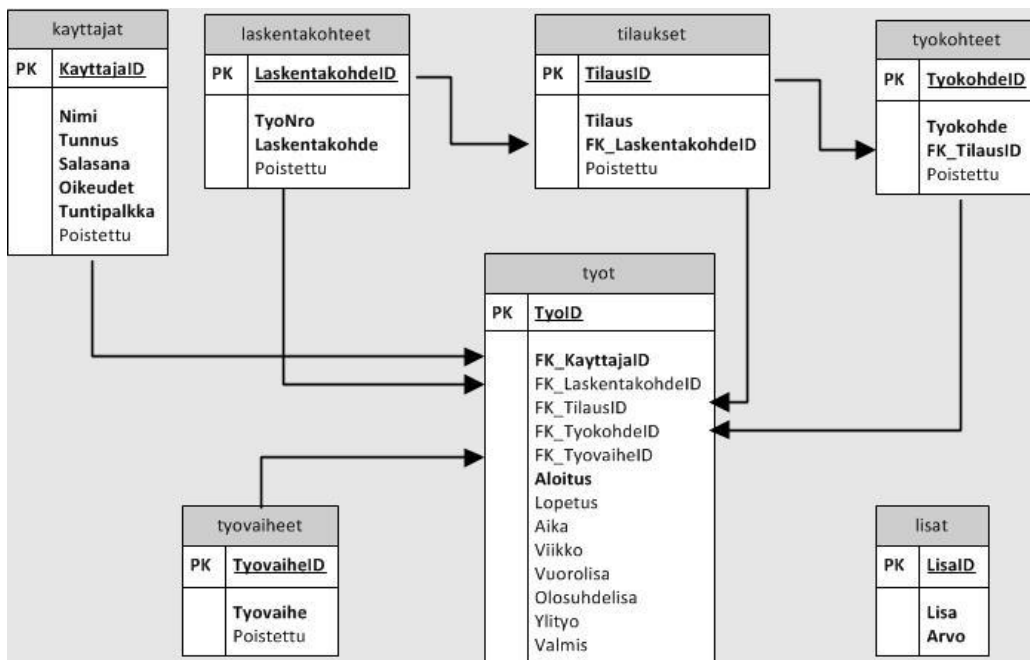 kayttajat
PK KayttajaID
Nimi
Tunnus
Salasana
Oikeudet
Tuntipalkka
Poistettu
laskentakohteet
PK LaskentakohdeID
TyoNro
Laskentakohde
Poistettu
tilaukset
PK TilausID
Tilaus
FK_LaskentakohdeID
Poistettu
tyokohteet
PK TyokohdeID
Tyokohde
FK_TilausID
Poistettu
tyot
PK TyoID
FK_KayttajaID
FK_LaskentakohdeID
FK_TilausID
FK_TyokohdeID
FK_TyovaiheID
Aloitus
Lopetus
Aika
Viikko
Vuorolisa
Olosuhdelisa
Ylityo
Valmis
tyovaiheet
PK TyovaiheID
Tyovaihe
Poistettu
lisat
PK LisaID
Lisa
Arvo